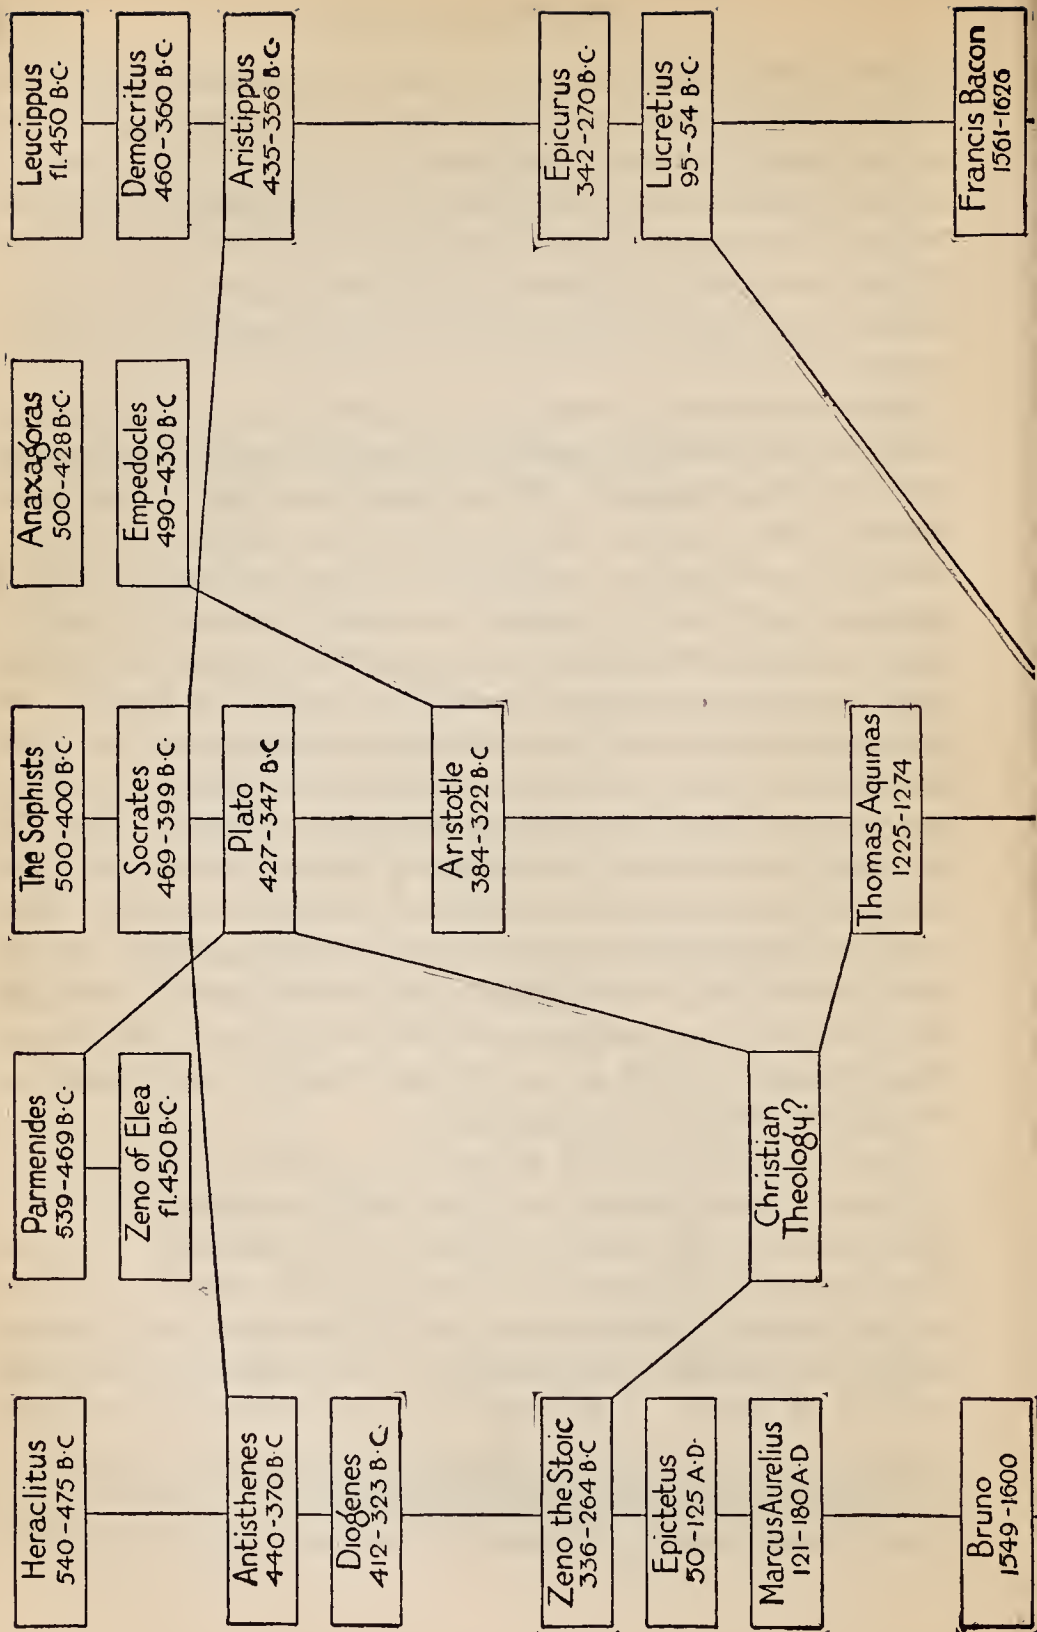 Heraclitus
540-475 B·C
Parmenides
539-469 B·C·
The Sophists
500-400 B·C·
Anaxagoras
500-428 B·C·
Leucippus
fl.450 B·C·
Zeno of Elea
fl.450 B·C·
Socrates
469-399 B·C·
Empedocles
490-430 B·C
Democritus
460-360 B·C·
Antisthenes
440-370 B·C
Plato
427-347 B·C
Aristippus
435-356 B·C·
Diogenes
412-323 B·C·
Aristotle
384-322 B·C
Zeno the Stoic
336-264 B·C
Epicurus
342-270 B·C·
Epictetus
50-125 A·D·
Lucretius
95-54 B·C·
Marcus Aurelius
121-180 A·D
Christian
Theology?
Thomas Aquinas
1225-1274
Bruno
1549-1600
Francis Bacon
1561-1626